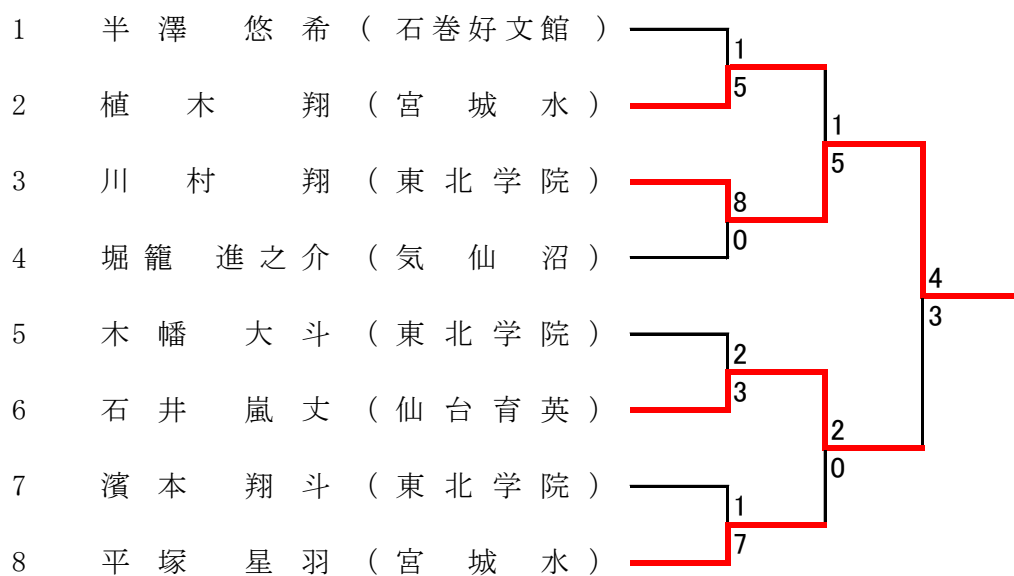 1 半澤 悠希 (石巻好文館)
1
2 植木 翔 (宮城水)
5
1
3 川村 翔 (東北学院)
5
8
4 堀籠 進之介 (気仙沼)
0
4
5 木幡 大斗 (東北学院)
3
2
6 石井 嵐丈 (仙台育英)
3
2
7 濱本 翔斗 (東北学院)
0
1
8 平塚 星羽 (宮城水)
7